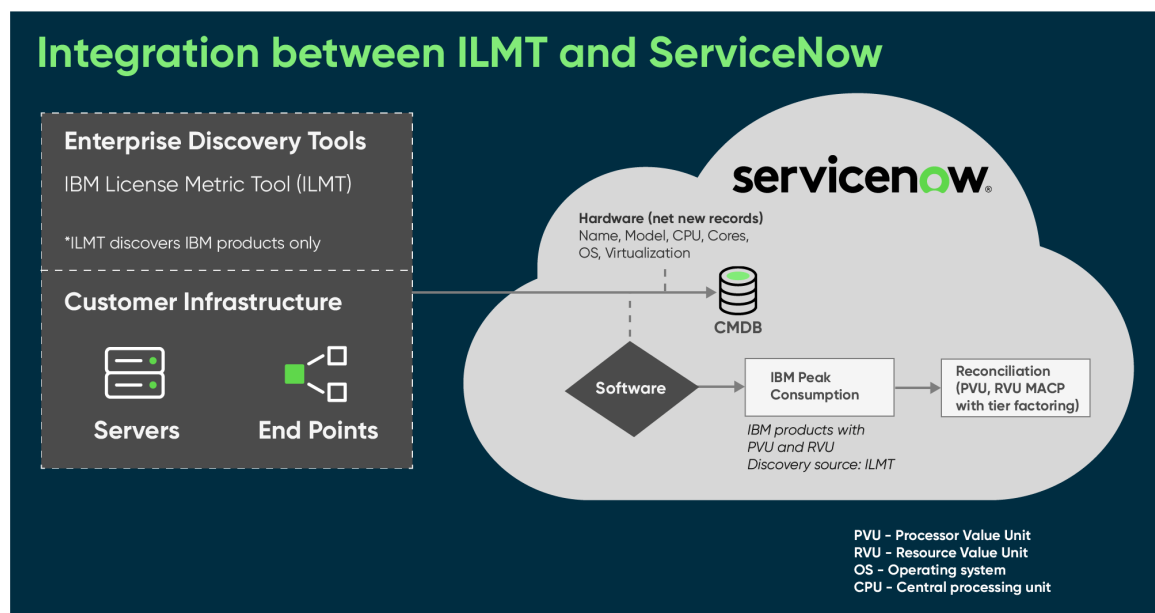 Integration between ILMT and ServiceNow
Enterprise Discovery Tools
IBM License Metric Tool (ILMT)
*ILMT discovers IBM products only
Customer Infrastructure
Servers
End Points
servicenow®
Hardware (net new records)
Name, Model, CPU, Cores,
OS, Virtualization
CMDB
Software
IBM Peak
Consumption
IBM products with
PVU and RVU
Discovery source: ILMT
Reconciliation
(PVU, RVU MACP
with tier factoring)
PVU - Processor Value Unit
RVU - Resource Value Unit
OS - Operating system
CPU - Central processing unit